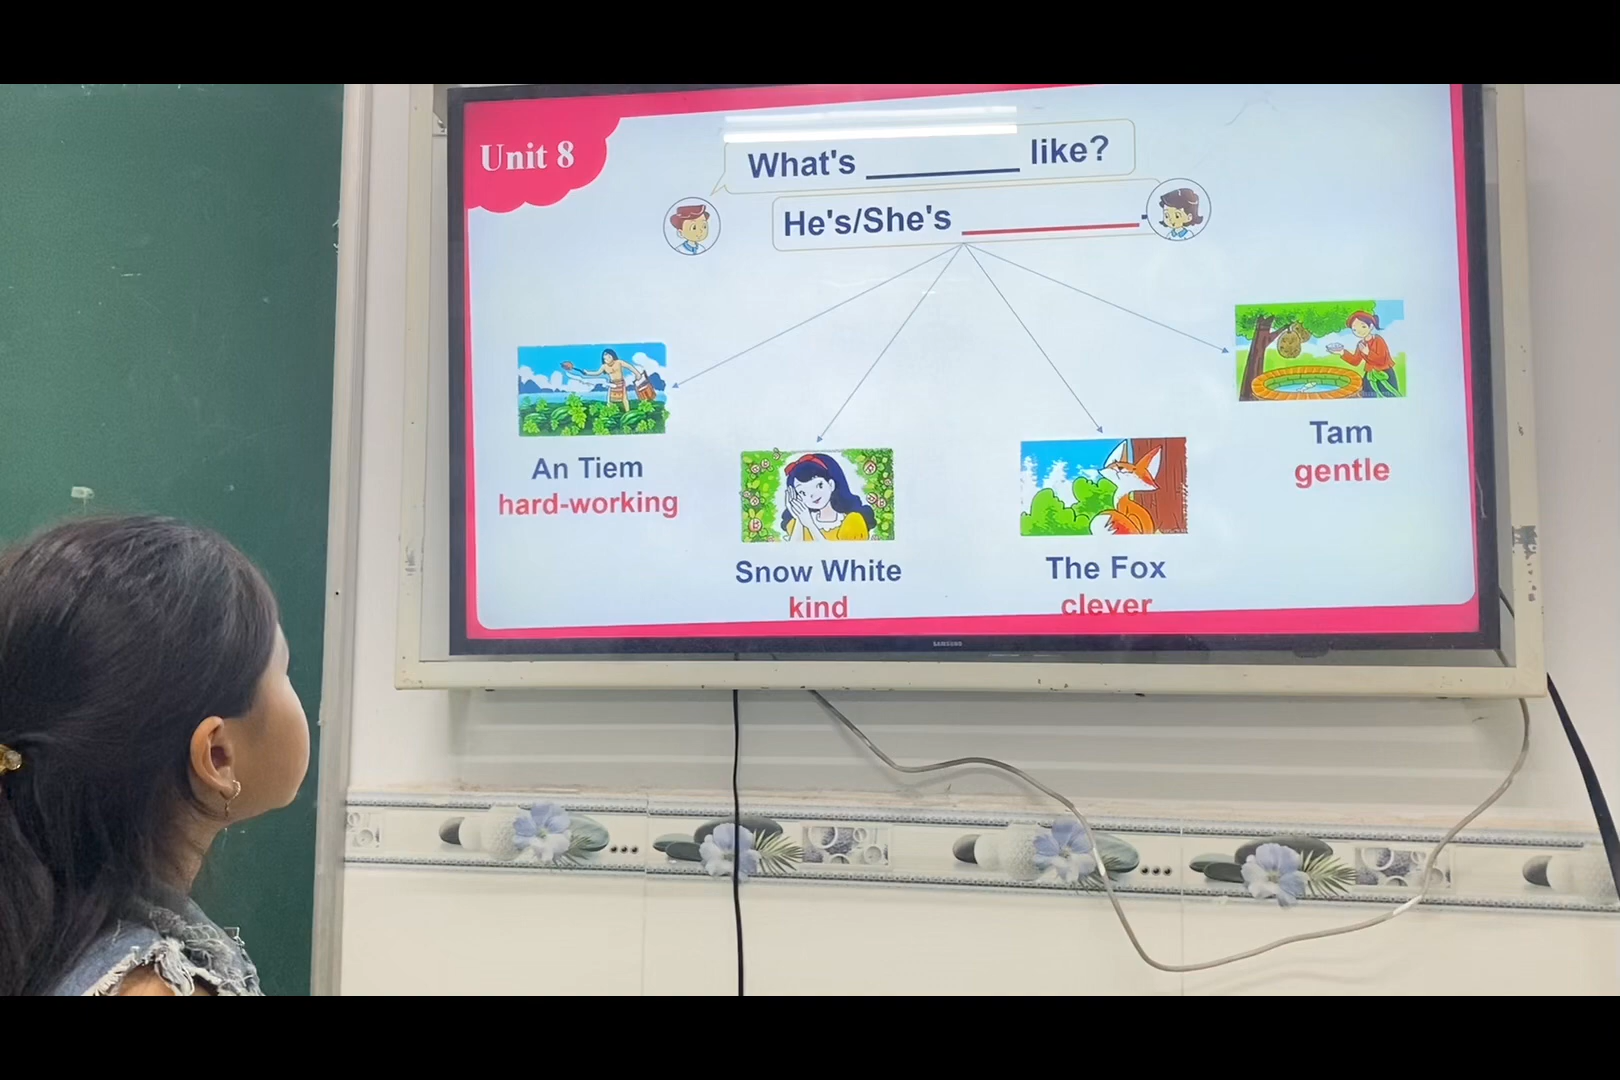 Unit 8
What's ________ like?
He's/She's ________.
An Tiem
hard-working
Snow White
kind
The Fox
clever
Tam
gentle
SAMSUNG